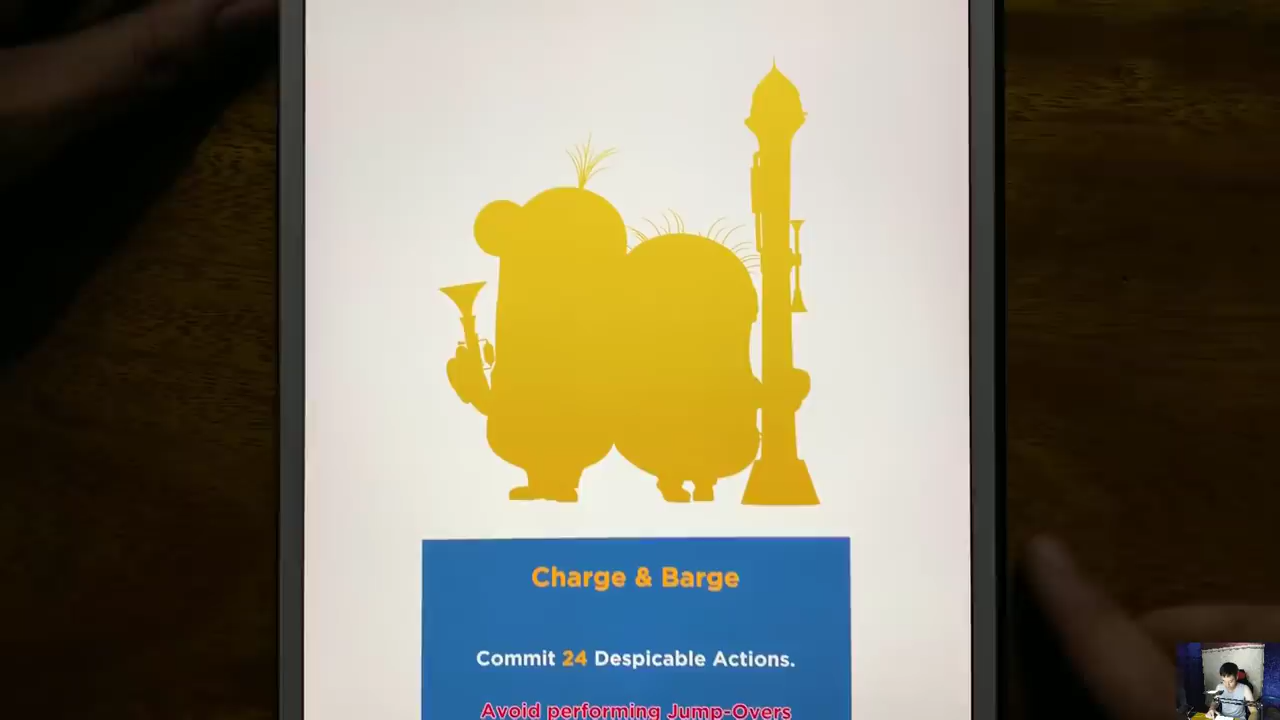 Charge & Barge
Commit 24 Despicable Actions.
Avoid performing Jump-Overs